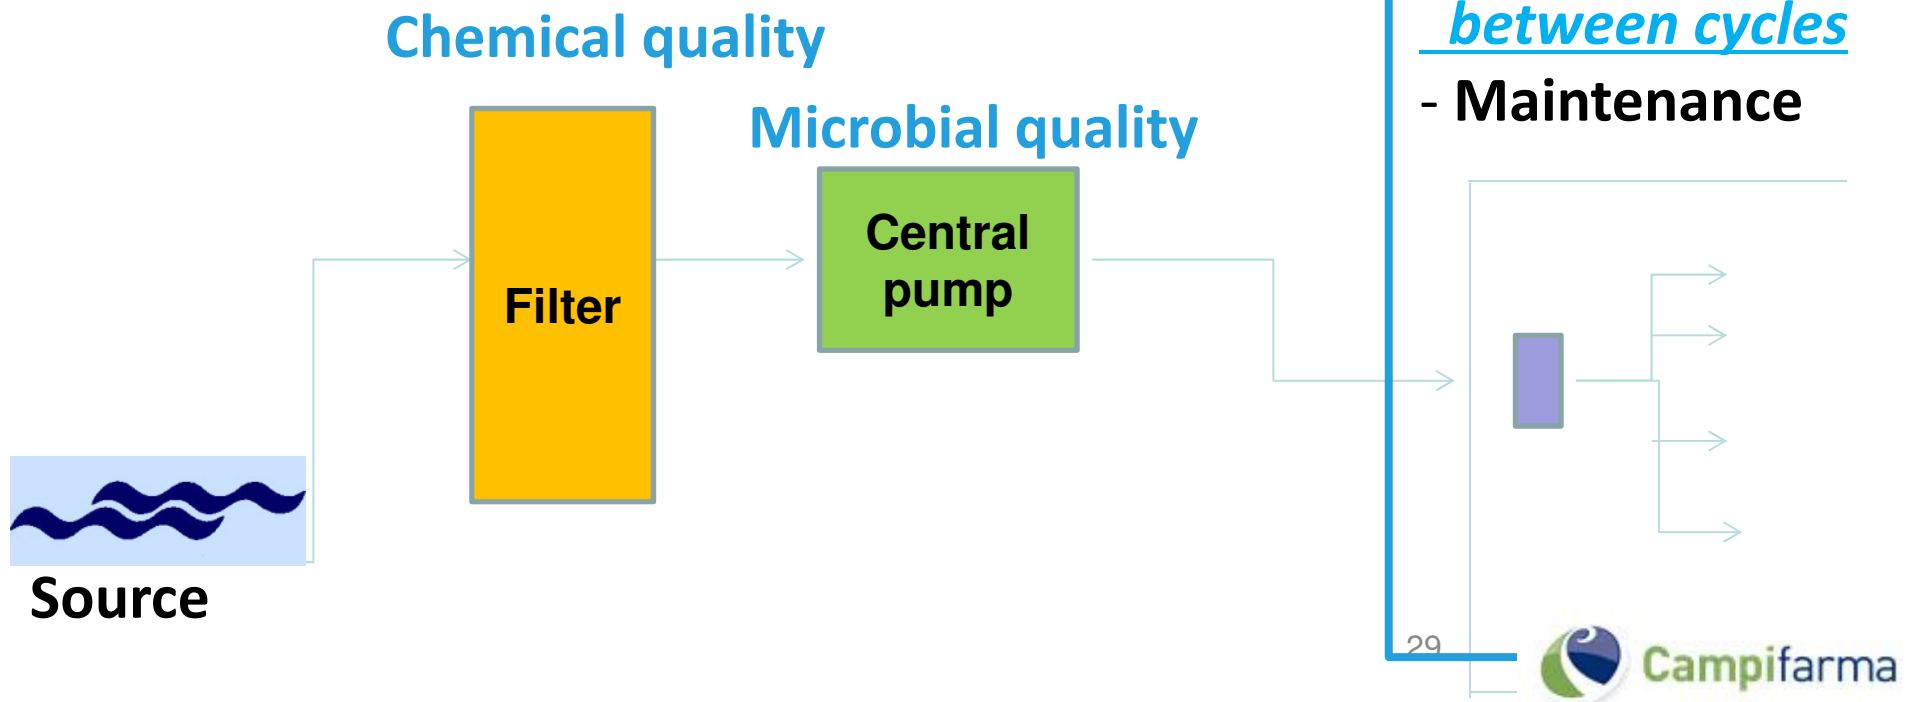 Chemical quality
Microbial quality
Filter
Central
pump
Source
between cycles
- Maintenance
29
Campifarma